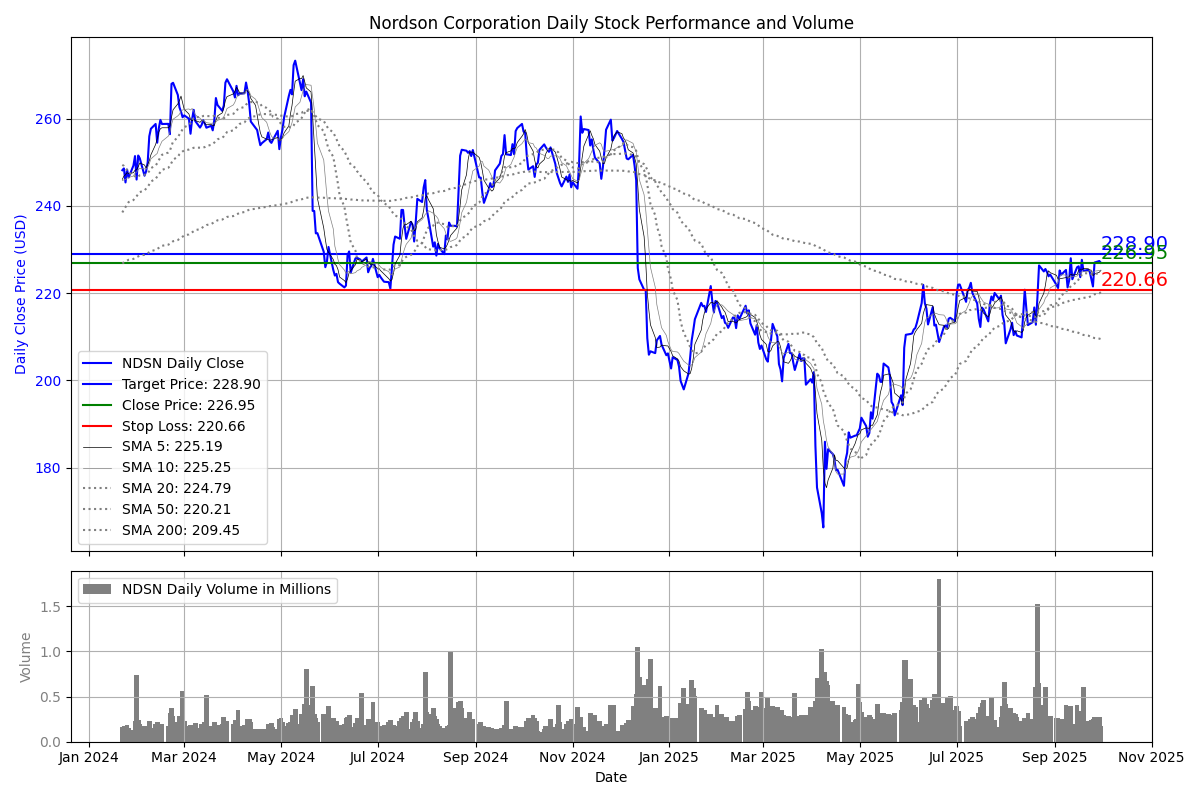 Nordson Corporation Daily Stock Performance and Volume
Daily Close Price (USD)
260
240
220
200
180
228.90
226.95
220.66
NDSN Daily Close
Target Price: 228.90
Close Price: 226.95
Stop Loss: 220.66
SMA 5: 225.19
SMA 10: 225.25
SMA 20: 224.79
SMA 50: 220.21
SMA 200: 209.45
NDSN Daily Volume in Millions
Volume
1.5
1.0
0.5
0.0
Jan 2024 Mar 2024 May 2024 Jul 2024 Sep 2024 Nov 2024 Jan 2025 Mar 2025 May 2025 Jul 2025 Sep 2025 Nov 2025
Date